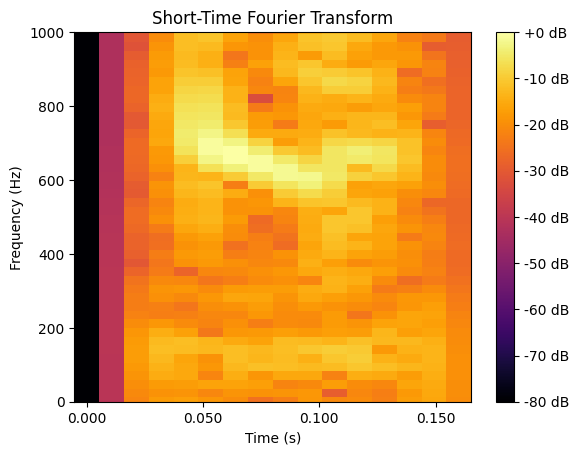 Short-Time Fourier Transform
1000
800
600
400
200
0
Frequency (Hz)
0.000
0.050
0.100
0.150
Time (s)
+0 dB
-10 dB
-20 dB
-30 dB
-40 dB
-50 dB
-60 dB
-70 dB
-80 dB